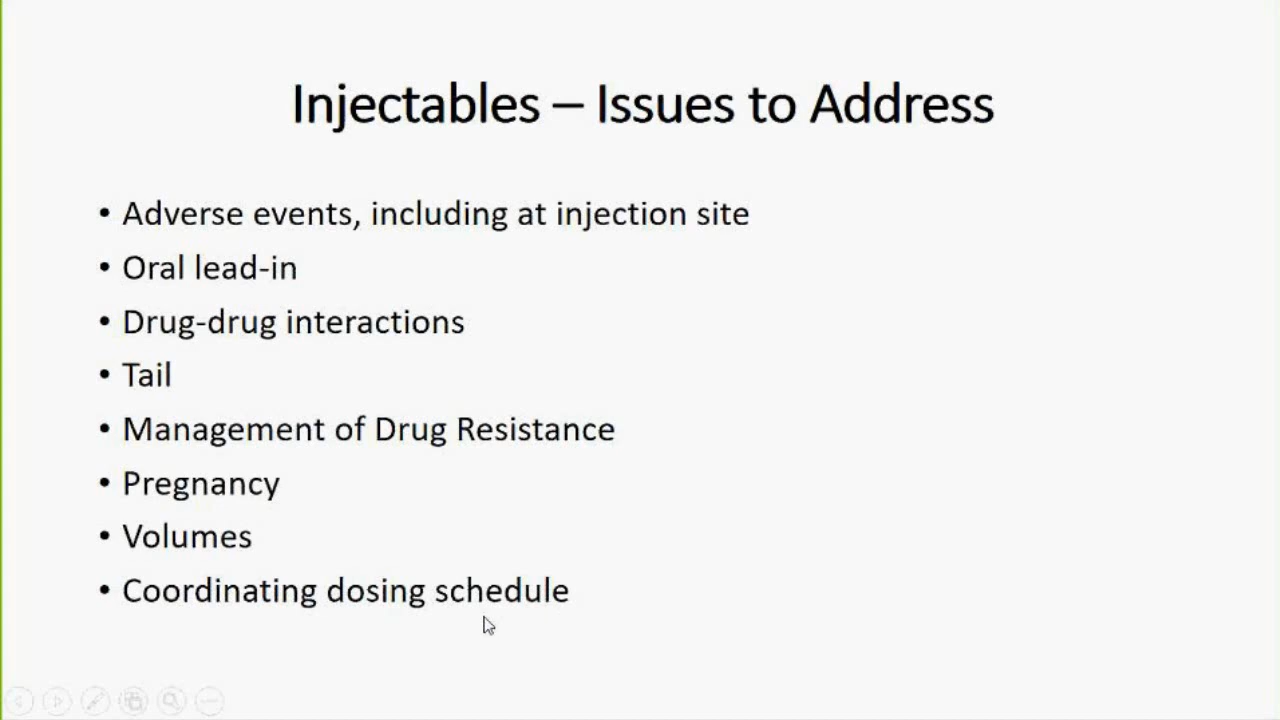 Injectables – Issues to Address
• Adverse events, including at injection site
• Oral lead-in
• Drug-drug interactions
• Tail
• Management of Drug Resistance
• Pregnancy
• Volumes
• Coordinating dosing schedule